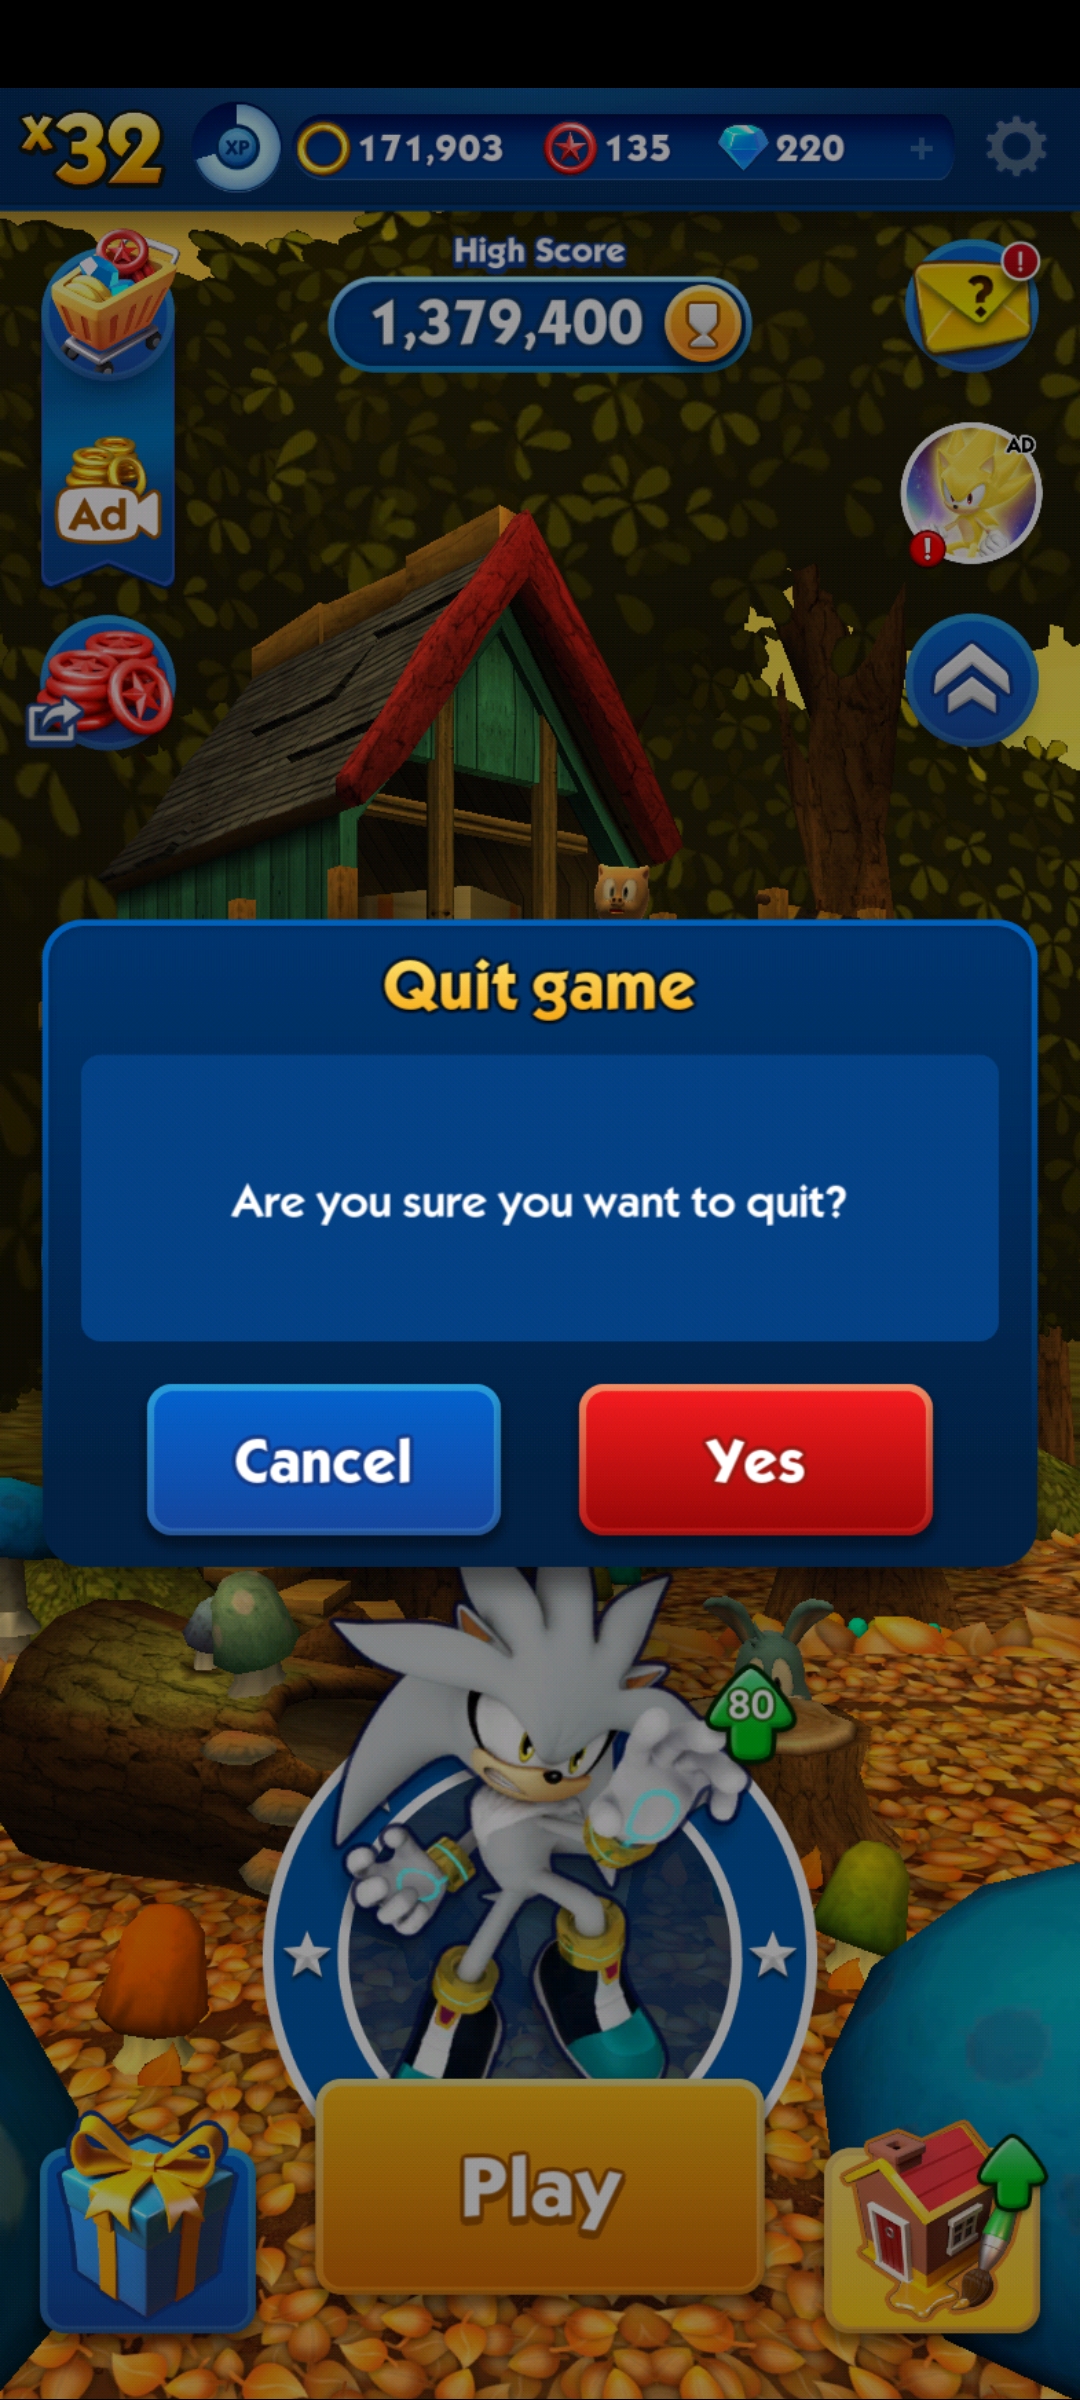 x32
XP
171,903
135
220
+
High Score
1,379,400
?
!
Ad
AD
!
Quit game
Are you sure you want to quit?
Cancel
Yes
80
Play